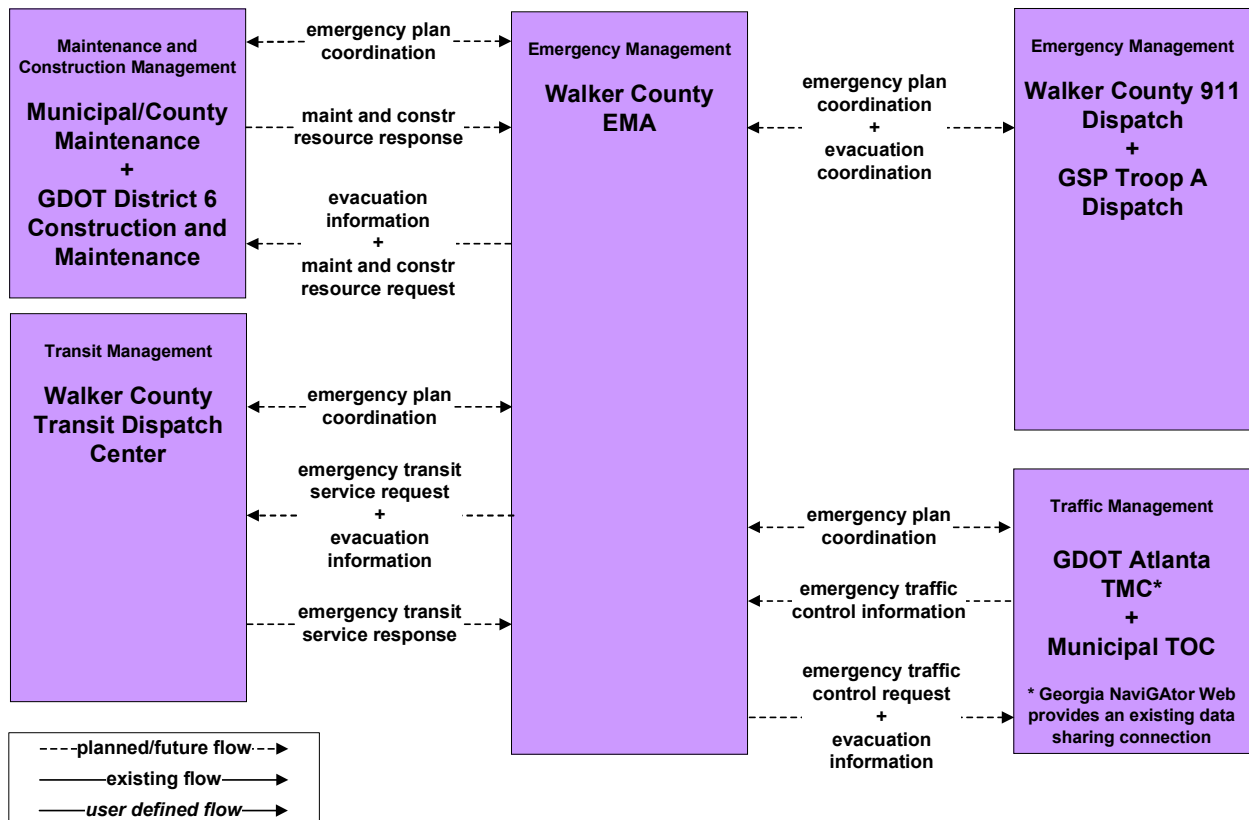 Maintenance and
Construction Management
Municipal/County
Maintenance
+
GDOT District 6
Construction and
Maintenance
emergency plan
coordination
maint and constr
resource response
evacuation
information
+
maint and constr
resource request
Transit Management
Walker County
Transit Dispatch
Center
emergency plan
coordination
emergency transit
service request
+
evacuation
information
emergency transit
service response
Emergency Management
Walker County
EMA
emergency plan
coordination
+
evacuation
coordination
Emergency Management
Walker County 911
Dispatch
+
GSP Troop A
Dispatch
emergency plan
coordination
emergency traffic
control information
emergency traffic
control request
+
evacuation
information
Traffic Management
GDOT Atlanta
TMC*
+
Municipal TOC
* Georgia NaviGAtor Web
provides an existing data
sharing connection
planned/future flow
existing flow
user defined flow